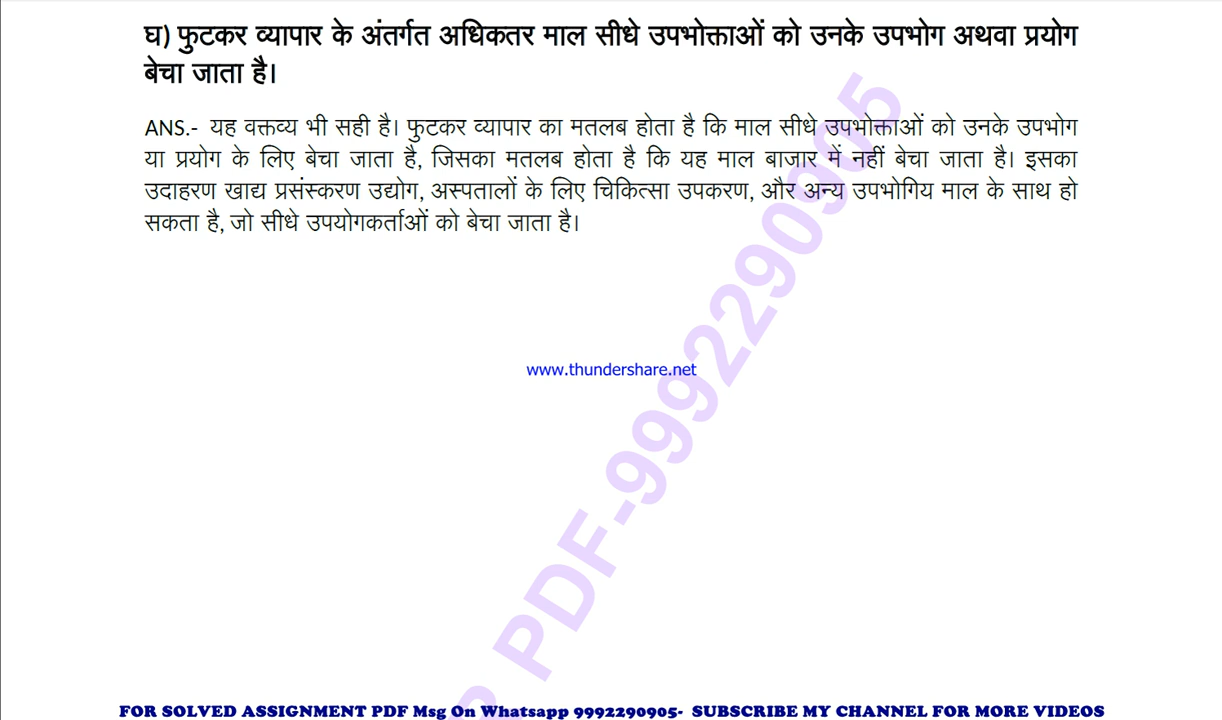 घ) फुटकर व्यापार के अंतर्गत अधिकतर माल सीधे उपभोक्ताओं को उनके उपभोग अथवा प्रयोग
बेचा जाता है।
ANS.- यह वक्तव्य भी सही है। फुटकर व्यापार का मतलब होता है कि माल सीधे उपभोक्ताओं को उनके उपभोग
या प्रयोग के लिए बेचा जाता है, जिसका मतलब होता है कि यह माल बाजार में नहीं बेचा जाता है। इसका
उदाहरण खाद्य प्रसंस्करण उद्योग, अस्पतालों के लिए चिकित्सा उपकरण, और अन्य उपभोगिय माल के साथ हो
सकता है, जो सीधे उपयोगकर्ताओं को बेचा जाता है।
www.thundershare.net
PDF-9992290905
FOR SOLVED ASSIGNMENT PDF Msg On Whatsapp 9992290905- SUBSCRIBE MY CHANNEL FOR MORE VIDEOS